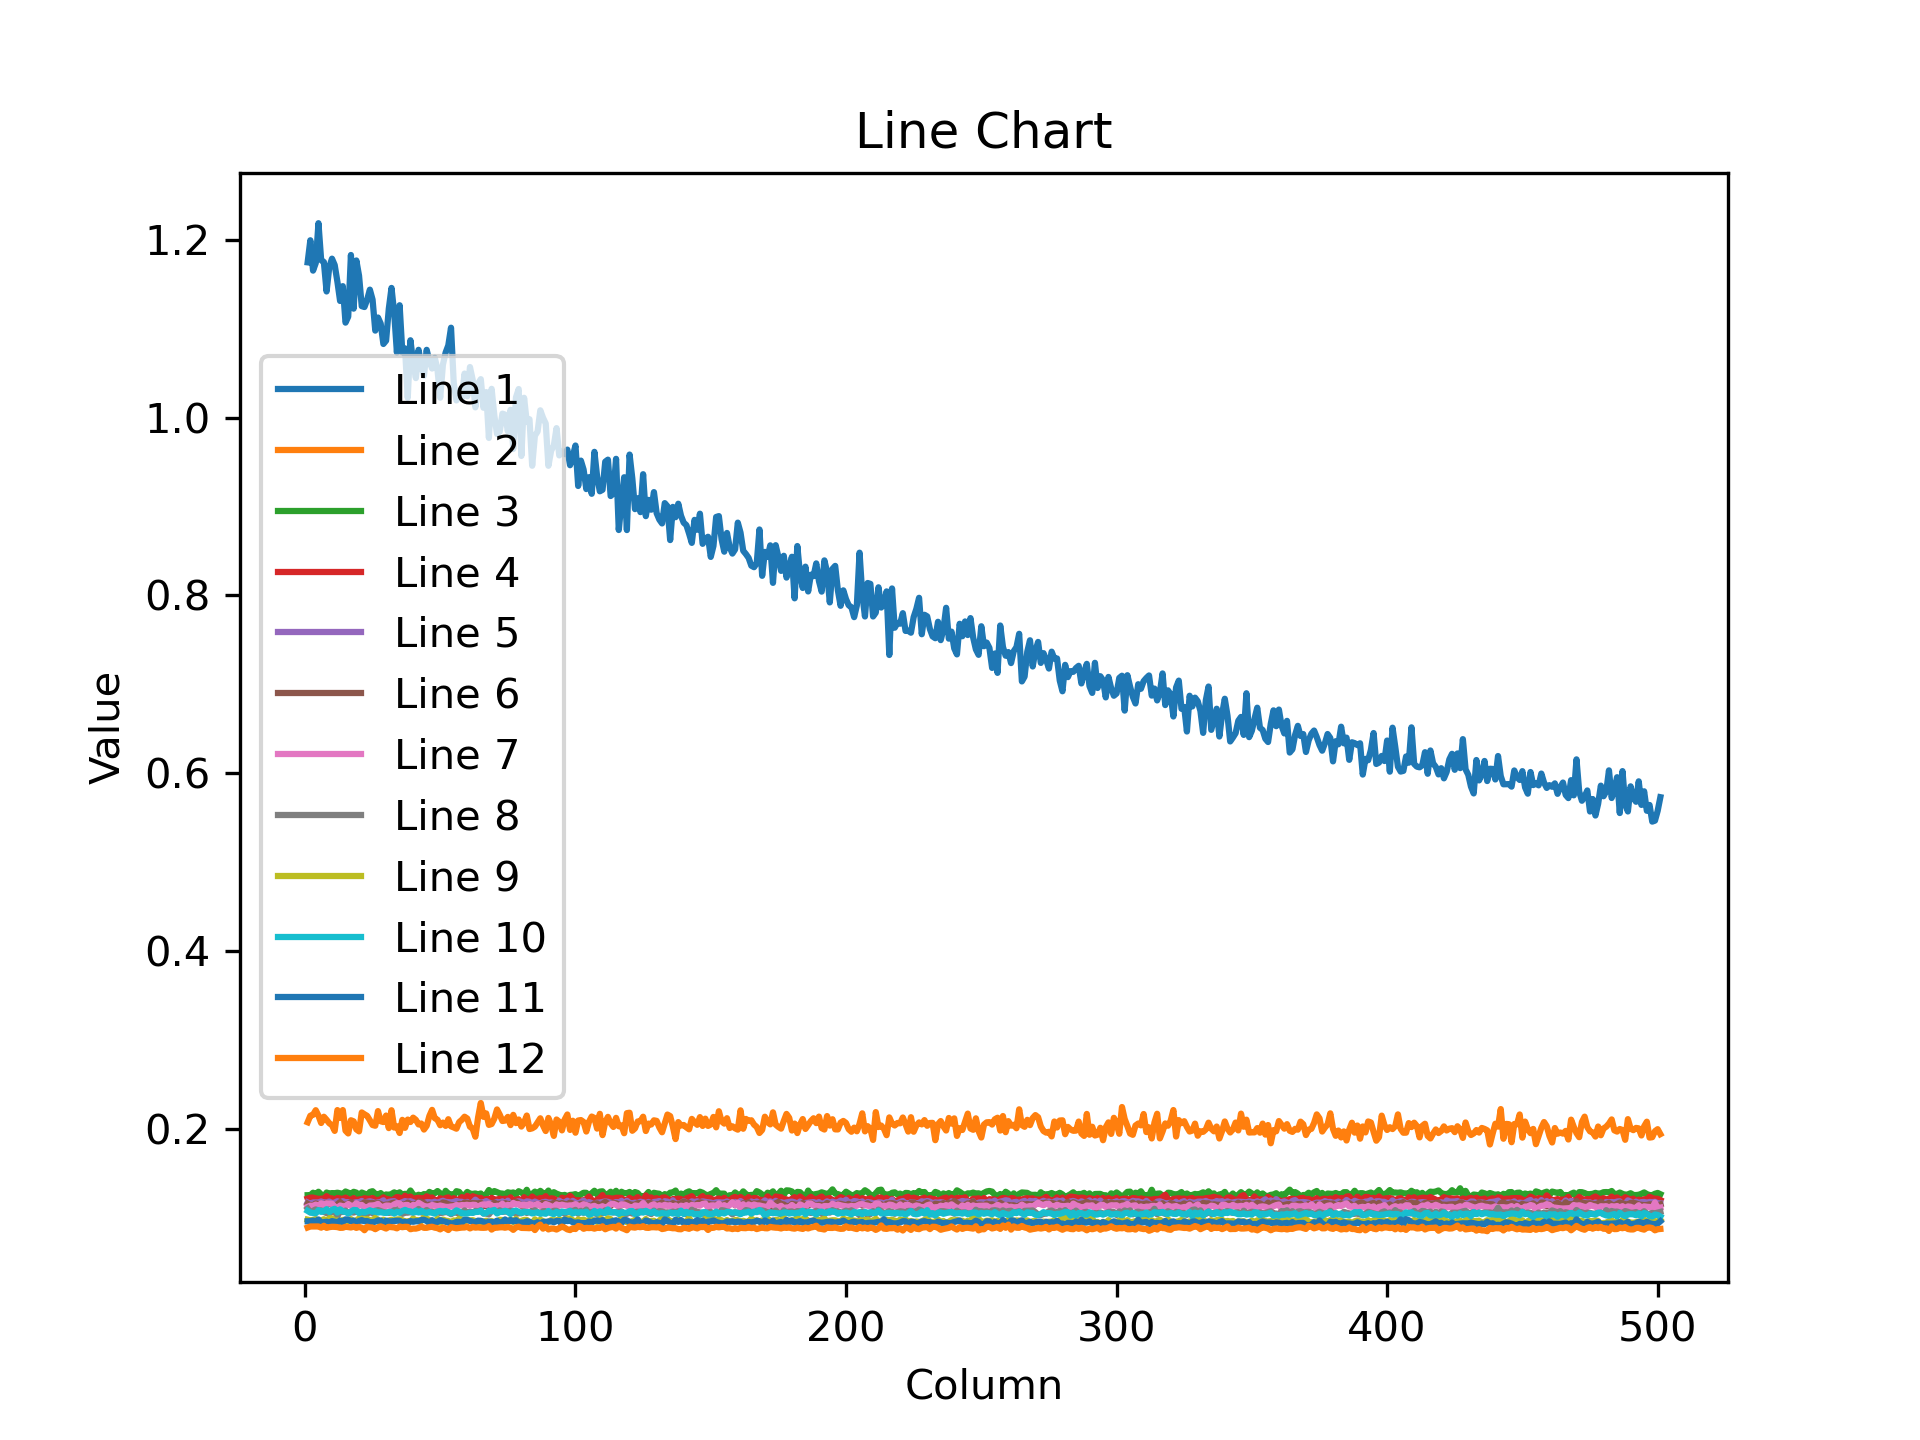 Line Chart
1.2
1.0
0.8
0.6
0.4
0.2
Value
Line 1
Line 2
Line 3
Line 4
Line 5
Line 6
Line 7
Line 8
Line 9
Line 10
Line 11
Line 12
0 100 200 300 400 500
Column